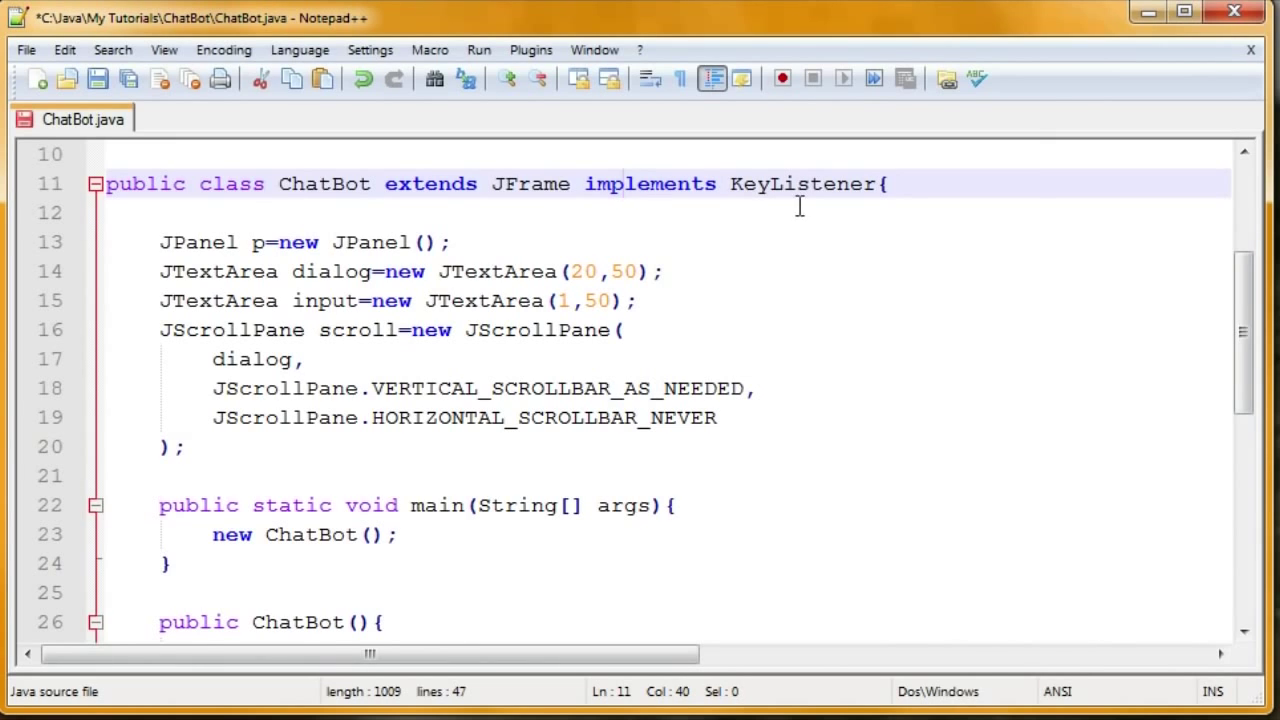 *C:\Java\My Tutorials\ChatBot\ChatBot.java - Notepad++
File Edit Search View Encoding Language Settings Macro Run Plugins Window ? X
ABC
ChatBot.java
10
11 public class ChatBot extends JFrame implements KeyListener{
12
13 JPanel p=new JPanel();
14 JTextArea dialog=new JTextArea(20,50);
15 JTextArea input=new JTextArea(1,50);
16 JScrollPane scroll=new JScrollPane(
17 dialog,
18 JScrollPane.VERTICAL_SCROLLBAR_AS_NEEDED,
19 JScrollPane.HORIZONTAL_SCROLLBAR_NEVER
20 );
21
22 public static void main(String[] args){
23 new ChatBot();
24 }
25
26 public ChatBot(){
Java source file length : 1009 lines : 47 Ln : 11 Col : 40 Sel : 0 Dos\Windows ANSI INS